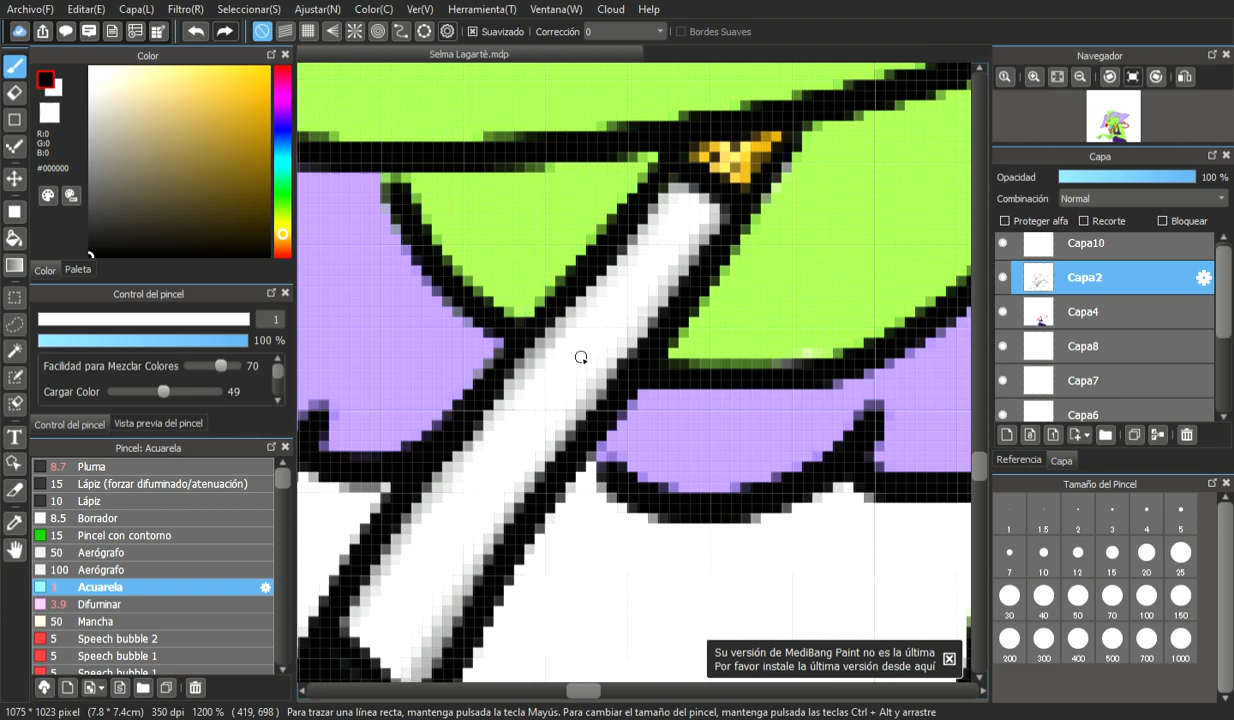 Archivo(F) Editar(E) Capa(L) Filtro(R) Seleccionar(S) Ajustar(N) Color(C) Ver(V) Herramienta(T) Ventana(W) Cloud Help
Suavizado Corrección 0 Bordes Suaves
Color
Selma Lagartê.mdp
Navegador
R:0
G:0
B:0
#000000
Color Paleta
Control del pincel
1
100 %
Facilidad para Mezclar Colores 70
Cargar Color 49
Control del pincel Vista previa del pincel
Pincel: Acuarela
8.7 Pluma
15 Lápiz (forzar difuminado/atenuación)
10 Lápiz
8.5 Borrador
15 Pincel con contorno
50 Aerógrafo
100 Aerógrafo
1 Acuarela
3.9 Difuminar
50 Mancha
5 Speech bubble 2
5 Speech bubble 1
5 Speech bubble 1
Capa
Opacidad 100 %
Combinación Normal
Proteger alfa Recorte Bloquear
Capa10
Capa2
Capa4
Capa8
Capa7
Capa6
Referencia Capa
Tamaño del Pincel
1 1.5 2 3 4 5
7 10 12 15 20 25
30 40 50 70 100 150
200 300 400 500 700 1000
Su versión de MediBang Paint no es la última
Por favor instale la última versión desde aquí
1075 * 1023 pixel (7.8 * 7.4cm) 350 dpi 1200 % ( 419, 698 ) Para trazar una línea recta, mantenga pulsada la tecla Mayús. Para cambiar el tamaño del pincel, mantenga pulsada las teclas Ctrl + Alt y arrastre